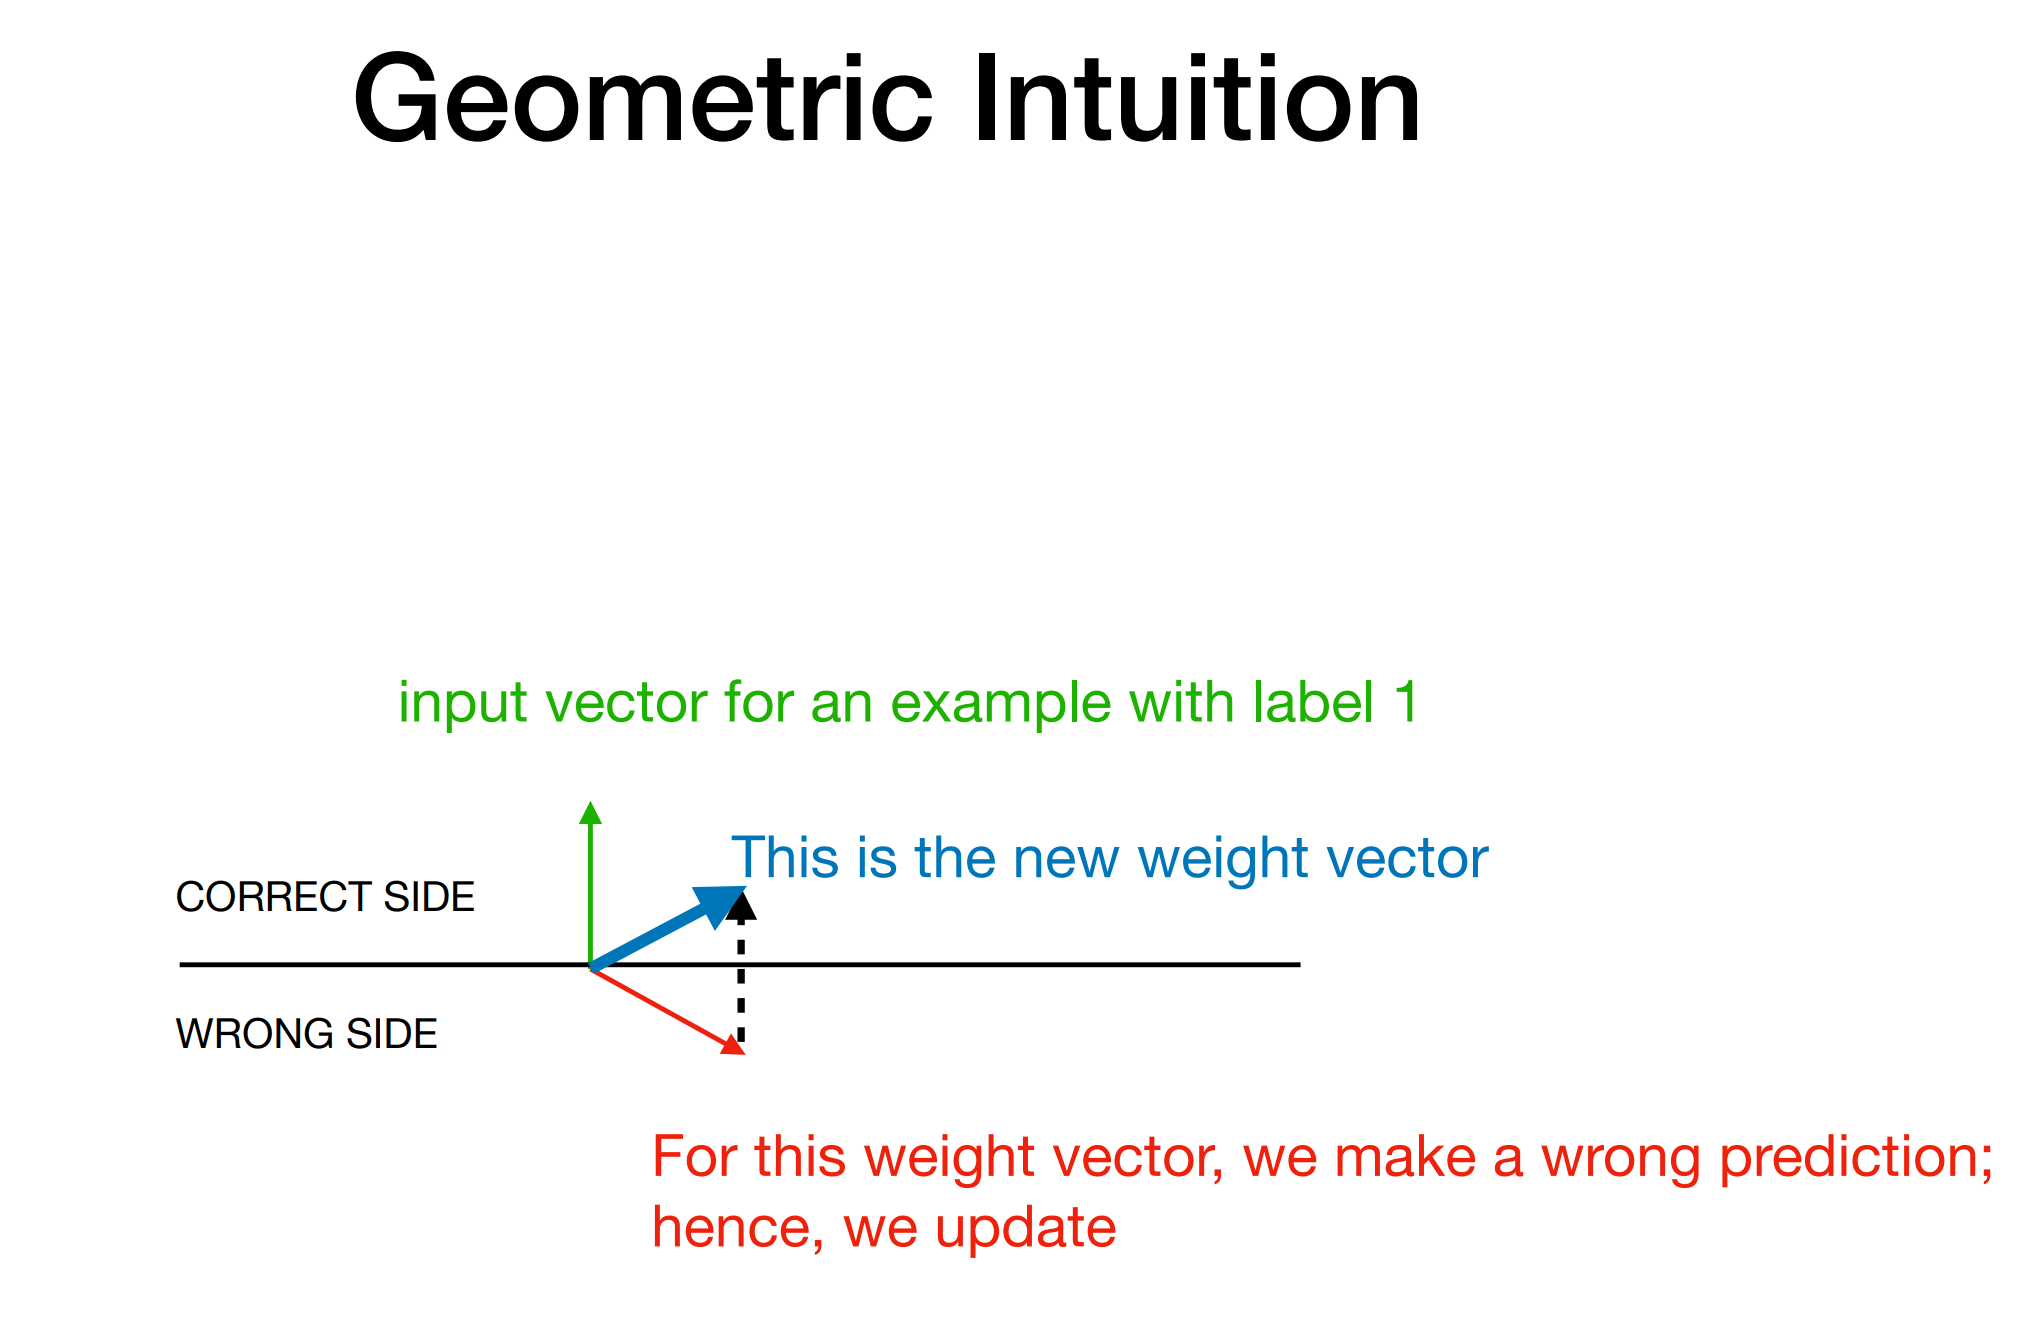 Geometric Intuition
input vector for an example with label 1
This is the new weight vector
CORRECT SIDE
WRONG SIDE
For this weight vector, we make a wrong prediction;
hence, we update